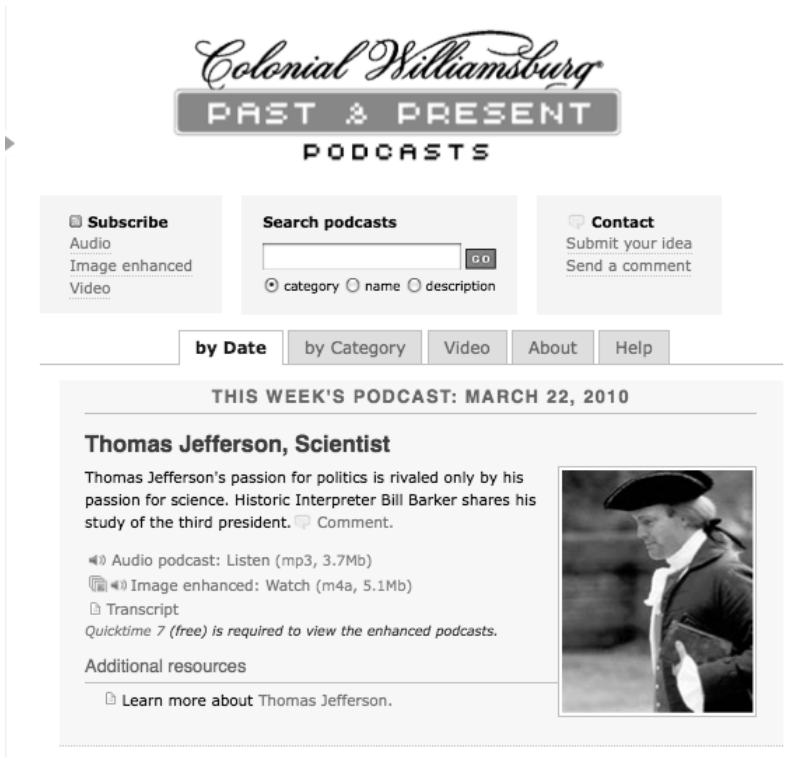 Colonial Williamsburg
PAST & PRESENT
PODCASTS
Subscribe
Audio
Image enhanced
Video
Search podcasts
GO
category name description
Contact
Submit your idea
Send a comment
by Date by Category Video About Help
THIS WEEK'S PODCAST: MARCH 22, 2010
Thomas Jefferson, Scientist
Thomas Jefferson's passion for politics is rivaled only by his
passion for science. Historic Interpreter Bill Barker shares his
study of the third president. Comment.
Audio podcast: Listen (mp3, 3.7Mb)
Image enhanced: Watch (m4a, 5.1Mb)
Transcript
Quicktime 7 (free) is required to view the enhanced podcasts.
Additional resources
Learn more about Thomas Jefferson.